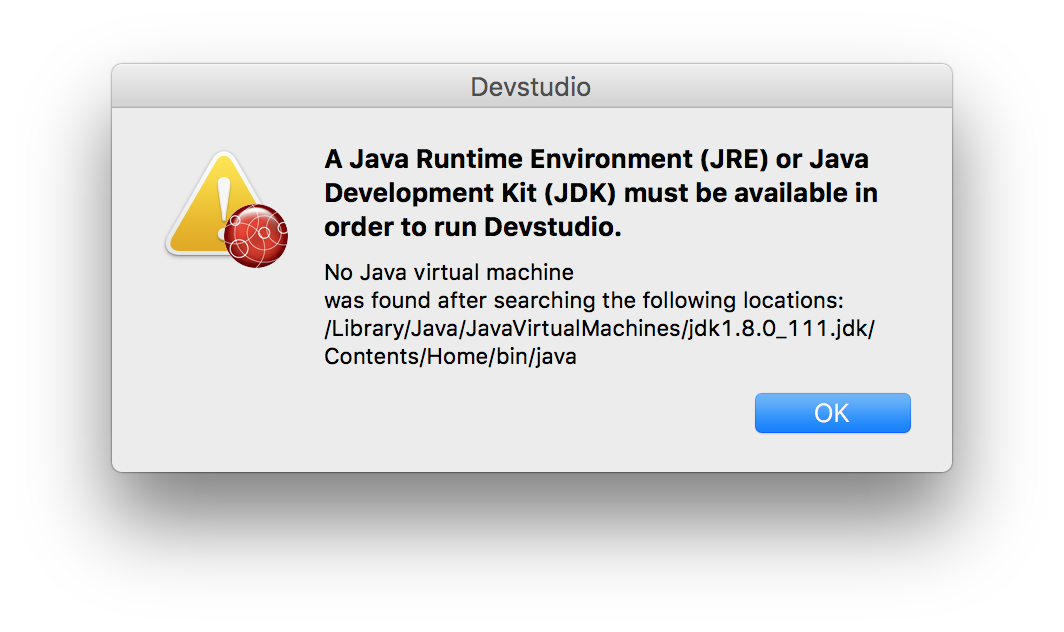 Devstudio
A Java Runtime Environment (JRE) or Java
Development Kit (JDK) must be available in
order to run Devstudio.
No Java virtual machine
was found after searching the following locations:
/Library/Java/JavaVirtualMachines/jdk1.8.0_111.jdk/
Contents/Home/bin/java
OK